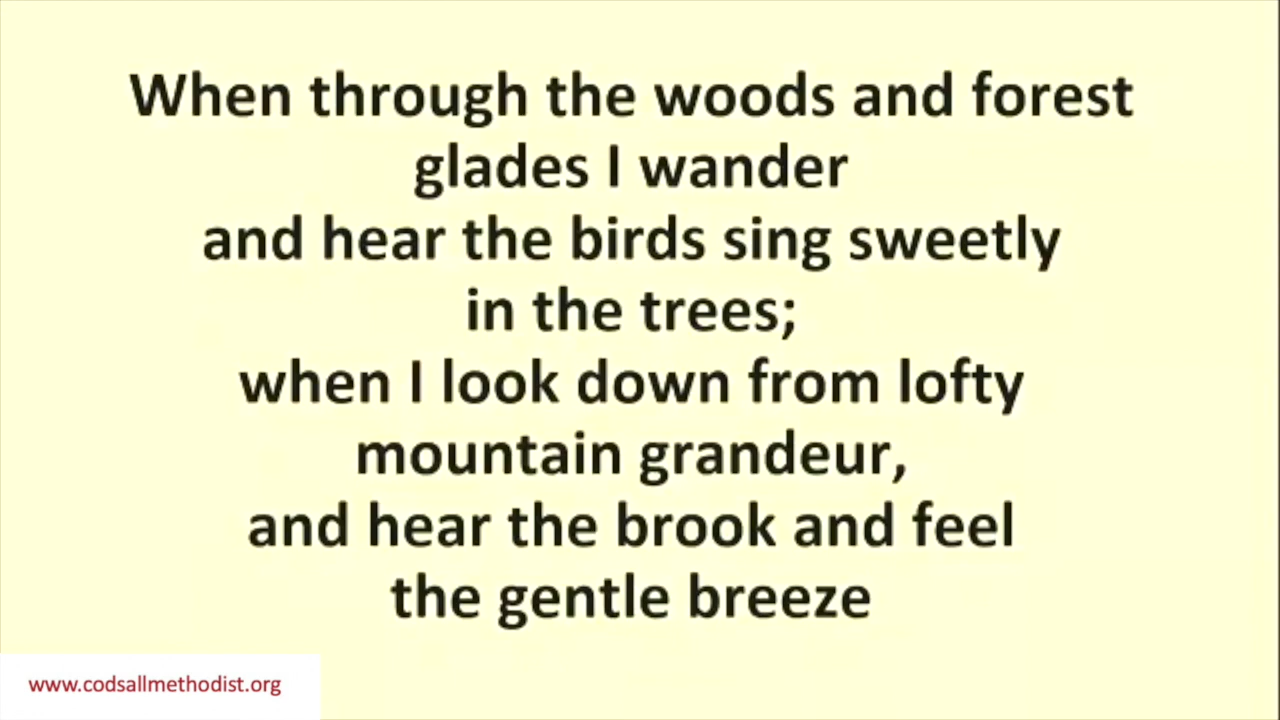 When through the woods and forest
glades I wander
and hear the birds sing sweetly
in the trees;
when I look down from lofty
mountain grandeur,
and hear the brook and feel
the gentle breeze
www.codsallmethodist.org